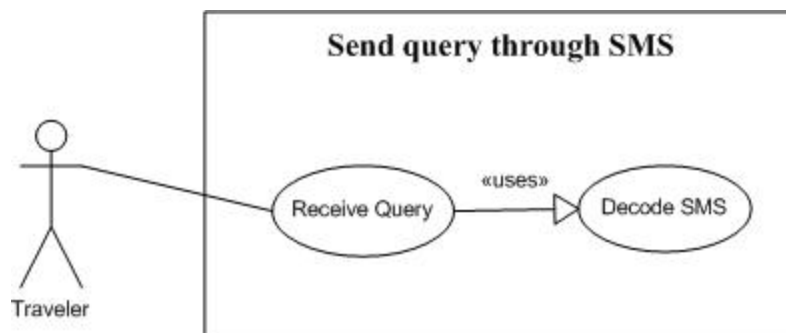 Send query through SMS
«uses»
Receive Query
Decode SMS
Traveler